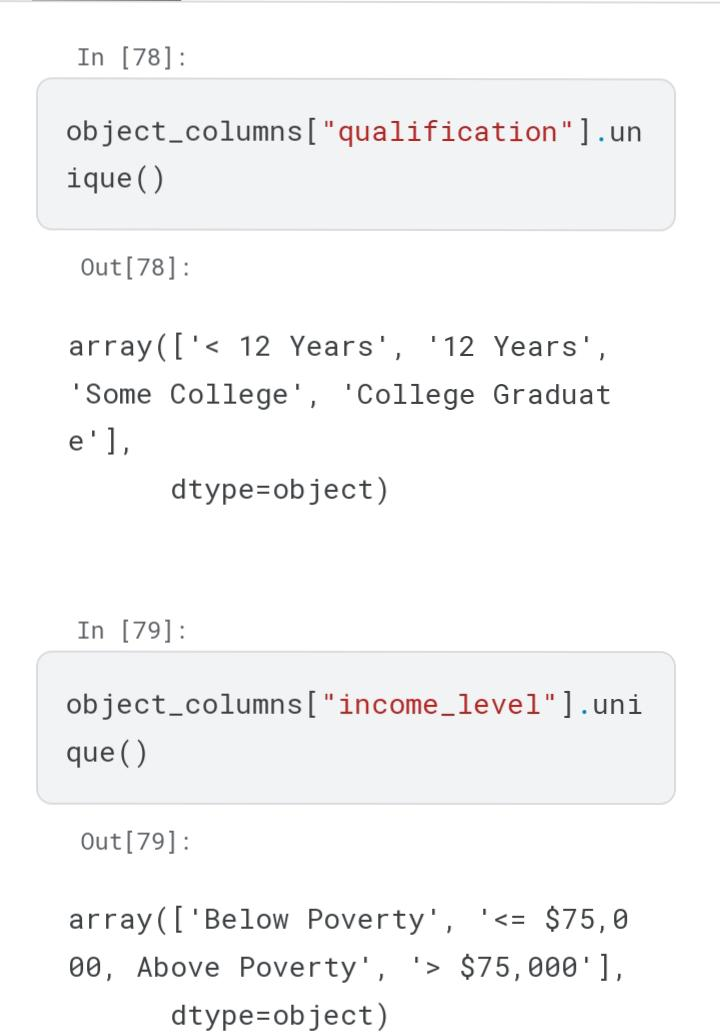 In [78]:
object_columns["qualification"].un
ique()
Out[78]:
array(['< 12 Years', '12 Years',
'Some College', 'College Graduat
e'],
      dtype=object)
In [79]:
object_columns["income_level"].uni
que()
Out[79]:
array(['Below Poverty', '<= $75,0
00, Above Poverty', '> $75,000'],
      dtype=object)